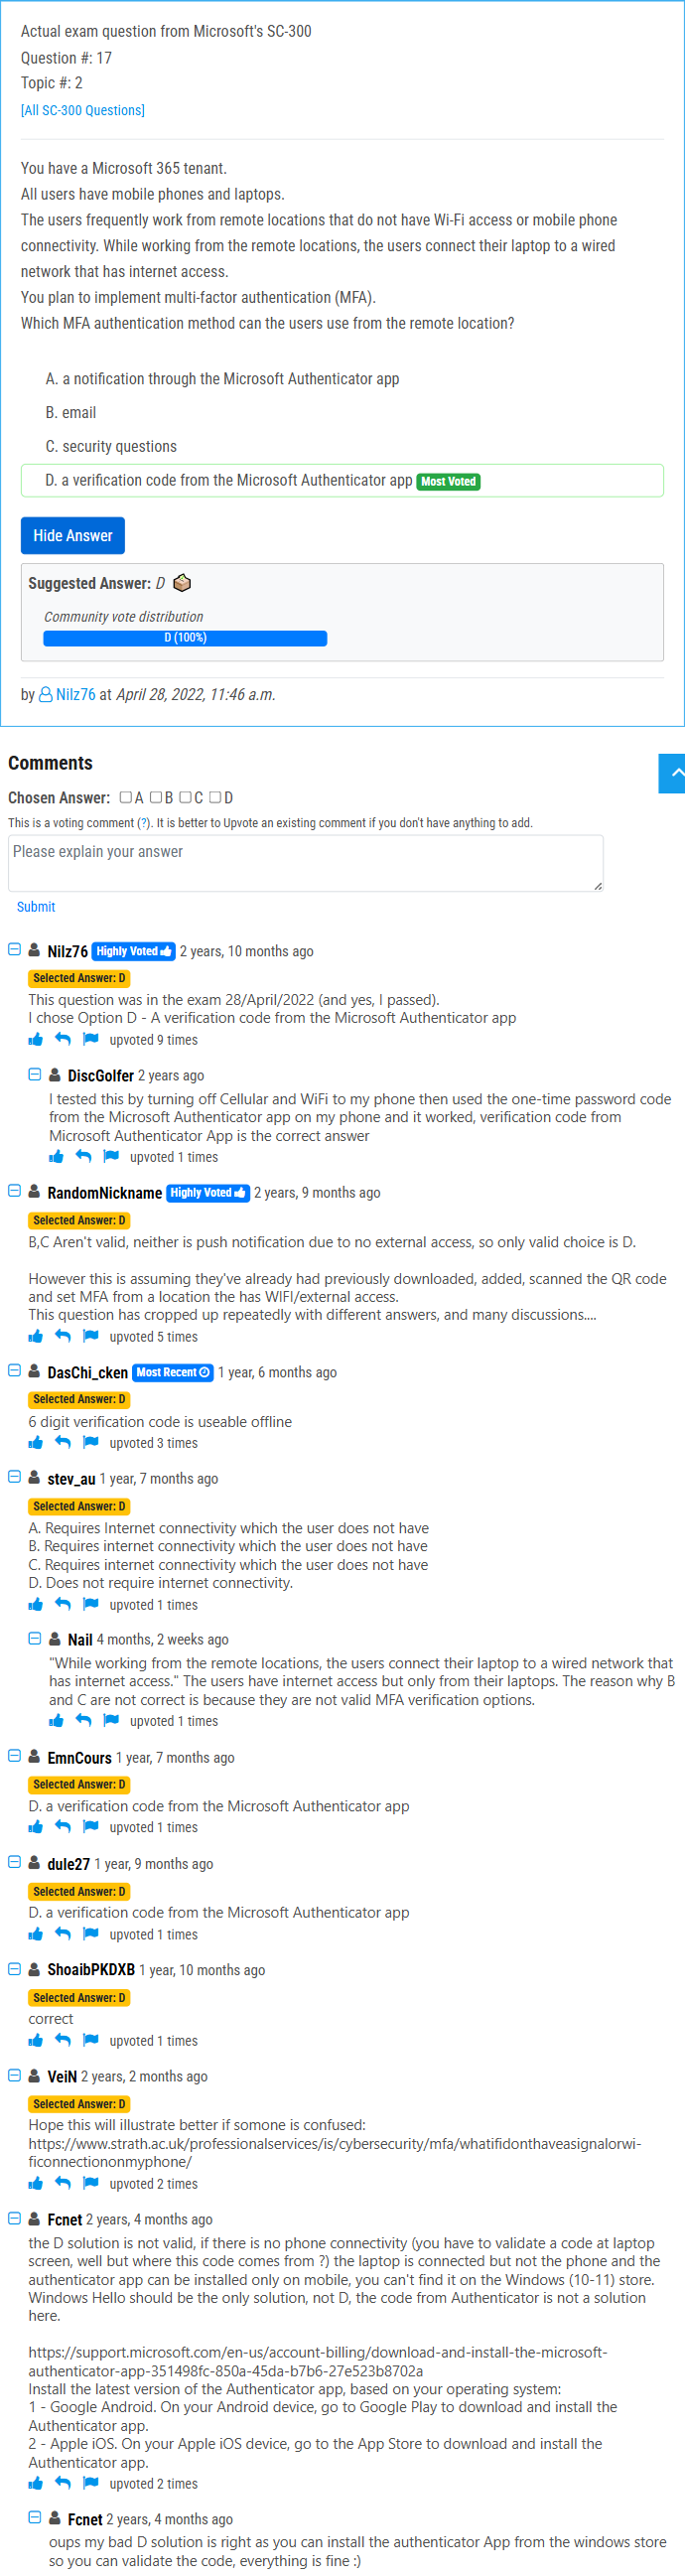 Actual exam question from Microsoft's SC-300
Question #: 17
Topic #: 2
[All SC-300 Questions]
You have a Microsoft 365 tenant.
All users have mobile phones and laptops.
The users frequently work from remote locations that do not have Wi-Fi access or mobile phone
connectivity. While working from the remote locations, the users connect their laptop to a wired
network that has internet access.
You plan to implement multi-factor authentication (MFA).
Which MFA authentication method can the users use from the remote location?
A. a notification through the Microsoft Authenticator app
B. email
C. security questions
D. a verification code from the Microsoft Authenticator app Most Voted
Hide Answer
Suggested Answer: D
Community vote distribution
D (100%)
by Nilz76 at April 28, 2022, 11:46 a.m.
Comments
Chosen Answer: A B C D
This is a voting comment (?). It is better to Upvote an existing comment if you don't have anything to add.
Please explain your answer
Submit
Nilz76 Highly Voted 2 years, 10 months ago
Selected Answer: D
This question was in the exam 28/April/2022 (and yes, I passed).
I chose Option D - A verification code from the Microsoft Authenticator app
upvoted 9 times
DiscGolfer 2 years ago
I tested this by turning off Cellular and WiFi to my phone then used the one-time password code
from the Microsoft Authenticator app on my phone and it worked, verification code from
Microsoft Authenticator App is the correct answer
upvoted 1 times
RandomNickname Highly Voted 2 years, 9 months ago
Selected Answer: D
B,C Aren't valid, neither is push notification due to no external access, so only valid choice is D.
However this is assuming they've already had previously downloaded, added, scanned the QR code
and set MFA from a location the has WIFI/external access.
This question has cropped up repeatedly with different answers, and many discussions....
upvoted 5 times
DasChi_cken Most Recent 1 year, 6 months ago
Selected Answer: D
6 digit verification code is useable offline
upvoted 3 times
stev_au 1 year, 7 months ago
Selected Answer: D
A. Requires Internet connectivity which the user does not have
B. Requires internet connectivity which the user does not have
C. Requires internet connectivity which the user does not have
D. Does not require internet connectivity.
upvoted 1 times
Nail 4 months, 2 weeks ago
"While working from the remote locations, the users connect their laptop to a wired network that
has internet access." The users have internet access but only from their laptops. The reason why B
and C are not correct is because they are not valid MFA verification options.
upvoted 1 times
EmnCours 1 year, 7 months ago
Selected Answer: D
D. a verification code from the Microsoft Authenticator app
upvoted 1 times
dule27 1 year, 9 months ago
Selected Answer: D
D. a verification code from the Microsoft Authenticator app
upvoted 1 times
ShoaibPKDXB 1 year, 10 months ago
Selected Answer: D
correct
upvoted 1 times
VeiN 2 years, 2 months ago
Selected Answer: D
Hope this will illustrate better if somone is confused:
https://www.strath.ac.uk/professionalservices/is/cybersecurity/mfa/whatifidonthaveasignalorwi-
ficonnectiononmyphone/
upvoted 2 times
Fcnet 2 years, 4 months ago
the D solution is not valid, if there is no phone connectivity (you have to validate a code at laptop
screen, well but where this code comes from ?) the laptop is connected but not the phone and the
authenticator app can be installed only on mobile, you can't find it on the Windows (10-11) store.
Windows Hello should be the only solution, not D, the code from Authenticator is not a solution
here.
https://support.microsoft.com/en-us/account-billing/download-and-install-the-microsoft-
authenticator-app-351498fc-850a-45da-b7b6-27e523b8702a
Install the latest version of the Authenticator app, based on your operating system:
1 - Google Android. On your Android device, go to Google Play to download and install the
Authenticator app.
2 - Apple iOS. On your Apple iOS device, go to the App Store to download and install the
Authenticator app.
upvoted 2 times
Fcnet 2 years, 4 months ago
oups my bad D solution is right as you can install the authenticator App from the windows store
so you can validate the code, everything is fine :)